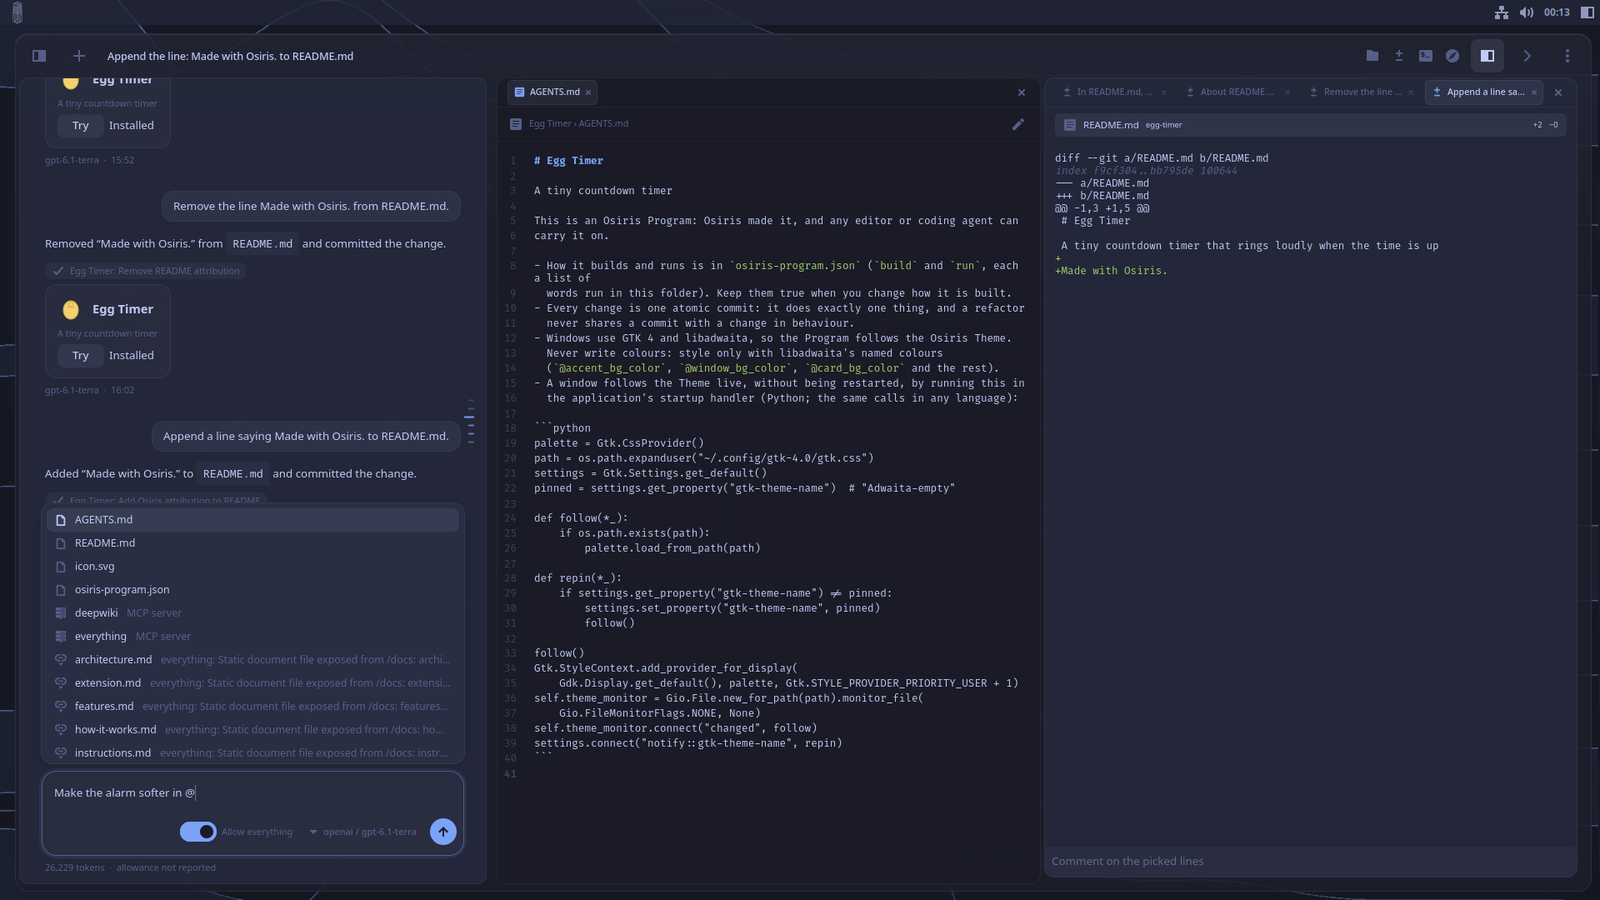 00:13
Append the line: Made with Osiris. to README.md
Egg Timer
A tiny countdown timer
Try Installed
gpt-6.1-terra · 15:52
Remove the line Made with Osiris. from README.md.
Removed “Made with Osiris.” from README.md and committed the change.
Egg Timer: Remove README attribution
Egg Timer
A tiny countdown timer
Try Installed
gpt-6.1-terra · 16:02
Append a line saying Made with Osiris. to README.md.
Added “Made with Osiris.” to README.md and committed the change.
Egg Timer: Add Osiris attribution to README
AGENTS.md
README.md
icon.svg
osiris-program.json
deepwiki MCP server
everything MCP server
architecture.md everything: Static document file exposed from /docs: archi...
extension.md everything: Static document file exposed from /docs: extensi...
features.md everything: Static document file exposed from /docs: features...
how-it-works.md everything: Static document file exposed from /docs: ho...
instructions.md everything: Static document file exposed from /docs: instr...
Make the alarm softer in @
Allow everything openai / gpt-6.1-terra
26,229 tokens · allowance not reported
AGENTS.md
Egg Timer › AGENTS.md
1 # Egg Timer
2
3 A tiny countdown timer
4
5 This is an Osiris Program: Osiris made it, and any editor or coding agent can
6 carry it on.
7
8 - How it builds and runs is in `osiris-program.json` (`build` and `run`, each
a list of
9 words run in this folder). Keep them true when you change how it is built.
10 - Every change is one atomic commit: it does exactly one thing, and a refactor
11 never shares a commit with a change in behaviour.
12 - Windows use GTK 4 and libadwaita, so the Program follows the Osiris Theme.
13 Never write colours: style only with libadwaita's named colours
14 (`@accent_bg_color`, `@window_bg_color`, `@card_bg_color` and the rest).
15 - A window follows the Theme live, without being restarted, by running this in
16 the application's startup handler (Python; the same calls in any language):
17
18 ```python
19 palette = Gtk.CssProvider()
20 path = os.path.expanduser("~/.config/gtk-4.0/gtk.css")
21 settings = Gtk.Settings.get_default()
22 pinned = settings.get_property("gtk-theme-name") # "Adwaita-empty"
23
24 def follow(*_):
25 if os.path.exists(path):
26 palette.load_from_path(path)
27
28 def repin(*_):
29 if settings.get_property("gtk-theme-name") != pinned:
30 settings.set_property("gtk-theme-name", pinned)
31 follow()
32
33 follow()
34 Gtk.StyleContext.add_provider_for_display(
35 Gdk.Display.get_default(), palette, Gtk.STYLE_PROVIDER_PRIORITY_USER + 1)
36 self.theme_monitor = Gio.File.new_for_path(path).monitor_file(
37 Gio.FileMonitorFlags.NONE, None)
38 self.theme_monitor.connect("changed", follow)
39 settings.connect("notify::gtk-theme-name", repin)
40 ```
41
In README.md, ... About README.... Remove the line ... Append a line sa...
README.md egg-timer +2 −0
diff --git a/README.md b/README.md
index f9cf304..bb795de 100644
--- a/README.md
+++ b/README.md
@@ -1,3 +1,5 @@
# Egg Timer
A tiny countdown timer that rings loudly when the time is up
+
+Made with Osiris.
Comment on the picked lines